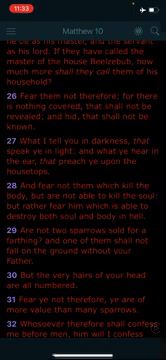 11:33
Matthew 10
be as his master, and the servant
as his lord. If they have called the
master of the house Beelzebub, how
much more shall they call them of his
household?
26 Fear them not therefore: for there
is nothing covered, that shall not be
revealed; and hid, that shall not be
known.
27 What I tell you in darkness, that
speak ye in light: and what ye hear
in the ear, that preach ye upon the
housetops.
28 And fear not them which kill the
body, but are not able to kill the soul:
but rather fear him which is able to
destroy both soul and body in hell.
29 Are not two sparrows sold for a
farthing? and one of them shall not
fall on the ground without your
Father.
30 But the very hairs of your head
are all numbered.
31 Fear ye not therefore, ye are of
more value than many sparrows.
32 Whosoever therefore shall confess
me before men, him will I confess